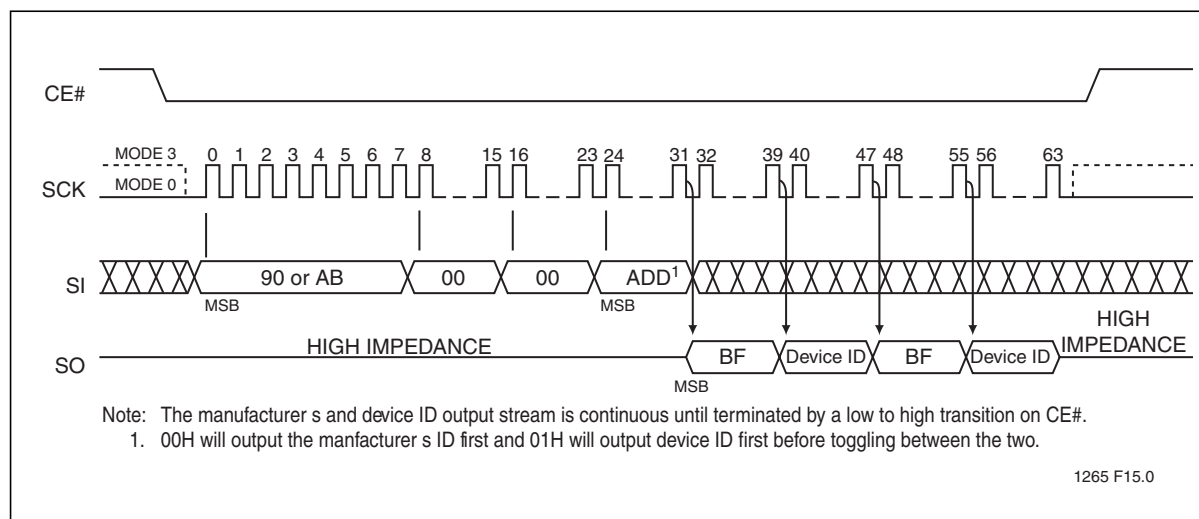 CE#
MODE 3
0 1 2 3 4 5 6 7 8 15 16 23 24 31 32 39 40 47 48 55 56 63
SCK
MODE 0
SI
90 or AB 00 00 ADD1
MSB MSB
HIGH IMPEDANCE
HIGH IMPEDANCE
SO
BF Device ID BF Device ID
MSB
Note: The manufacturer s and device ID output stream is continuous until terminated by a low to high transition on CE#.
1. 00H will output the manfacturer s ID first and 01H will output device ID first before toggling between the two.
1265 F15.0